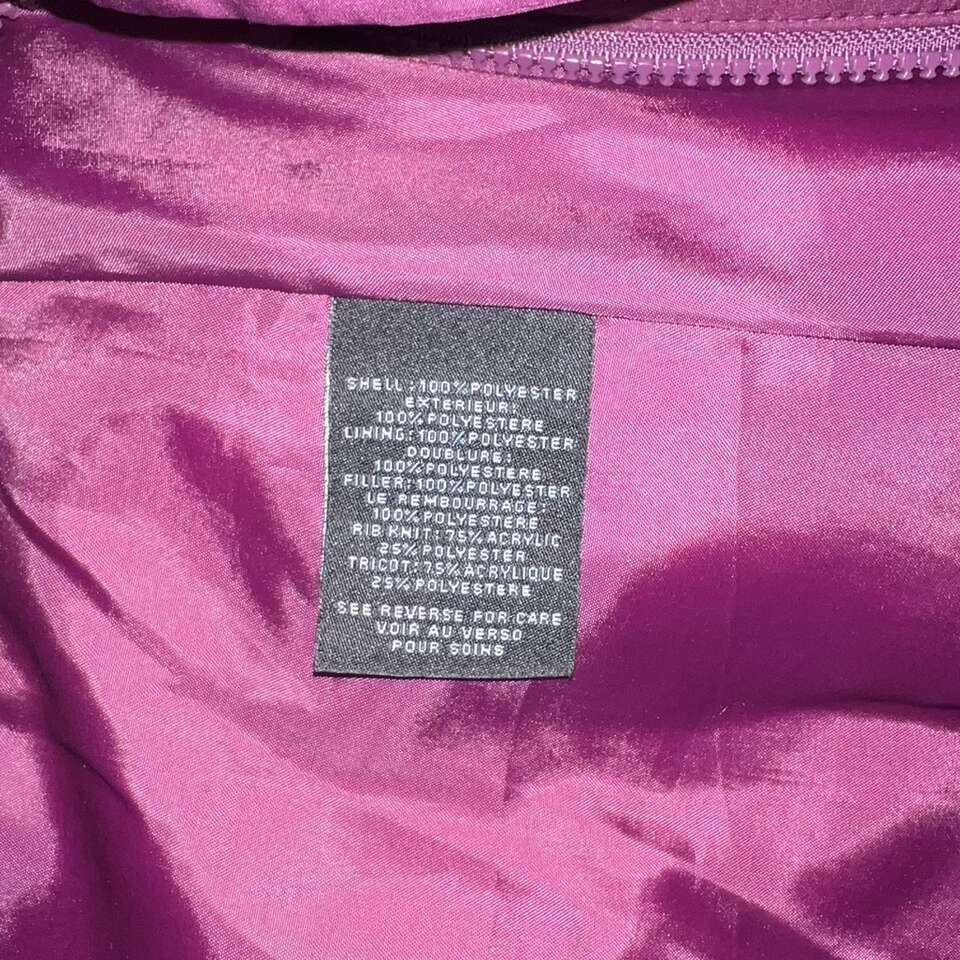 SHELL:100%POLYESTER
EXTERIEUR:
100%POLYESTERE
LINING:100%POLYESTER
DOUBLURE:
100%POLYESTERE
FILLER:100%POLYESTER
LE REMBOURRAGE:
100%POLYESTERE
RIB KNIT:75%ACRYLIC
25%POLYESTER
TRICOT:75%ACRYLIQUE
25%POLYESTERE
SEE REVERSE FOR CARE
VOIR AU VERSO
POUR SOINS